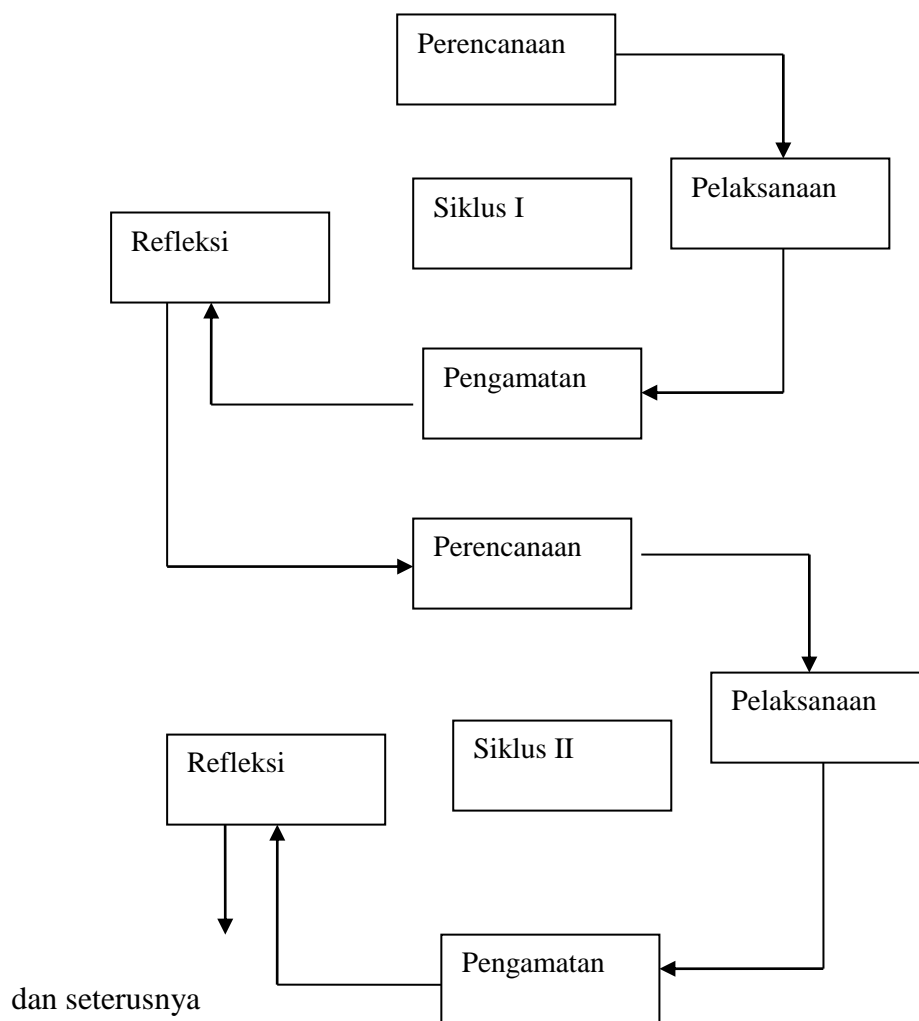 Perencanaan
Pelaksanaan
Siklus I
Refleksi
Pengamatan
Perencanaan
Pelaksanaan
Siklus II
Refleksi
Pengamatan
dan seterusnya